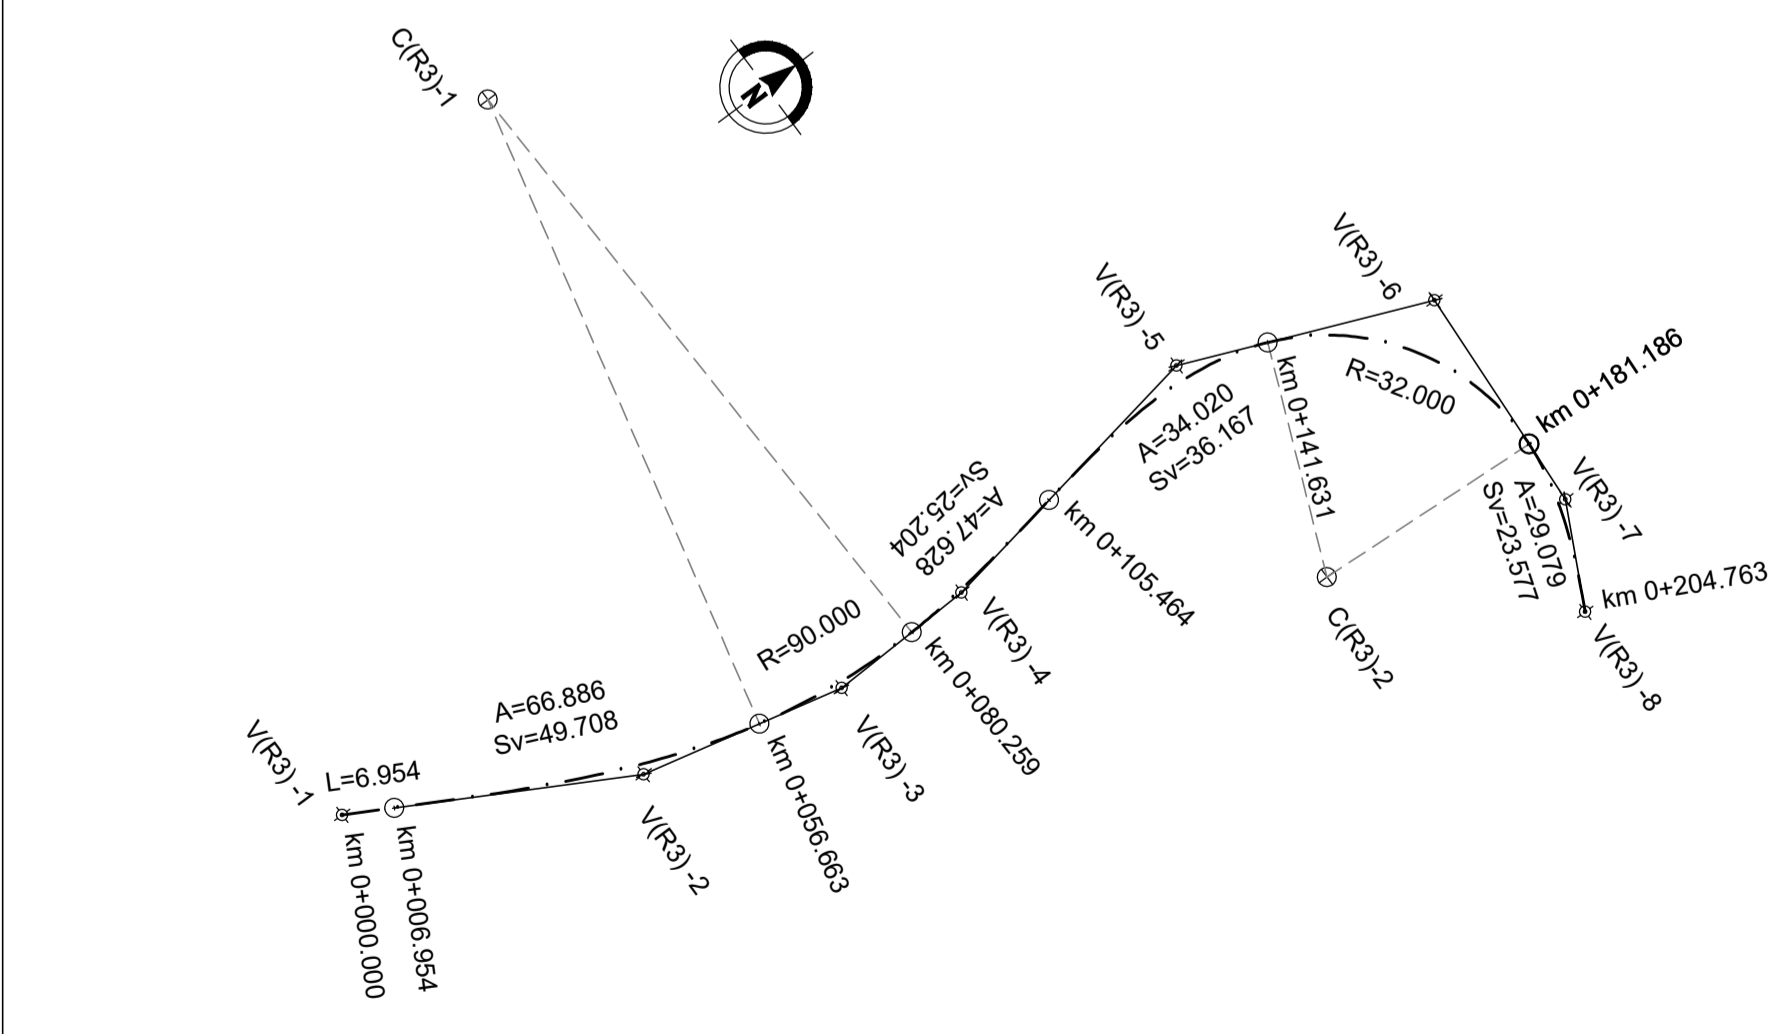 C(R3)-1
N
V(R3) -6
V(R3) -5
km 0+181.186
R=32.000
A=34.020
Sv=36.167
km 0+141.631
V(R3) -7
A=29.079
Sv=23.577
A=47.628
Sv=25.204
km 0+105.464
km 0+204.763
C(R3)-2
V(R3) -8
V(R3) -4
R=90.000
km 0+080.259
A=66.886
Sv=49.708
V(R3) -3
V(R3) -1
L=6.954
km 0+056.663
V(R3) -2
km 0+000.000
km 0+006.954